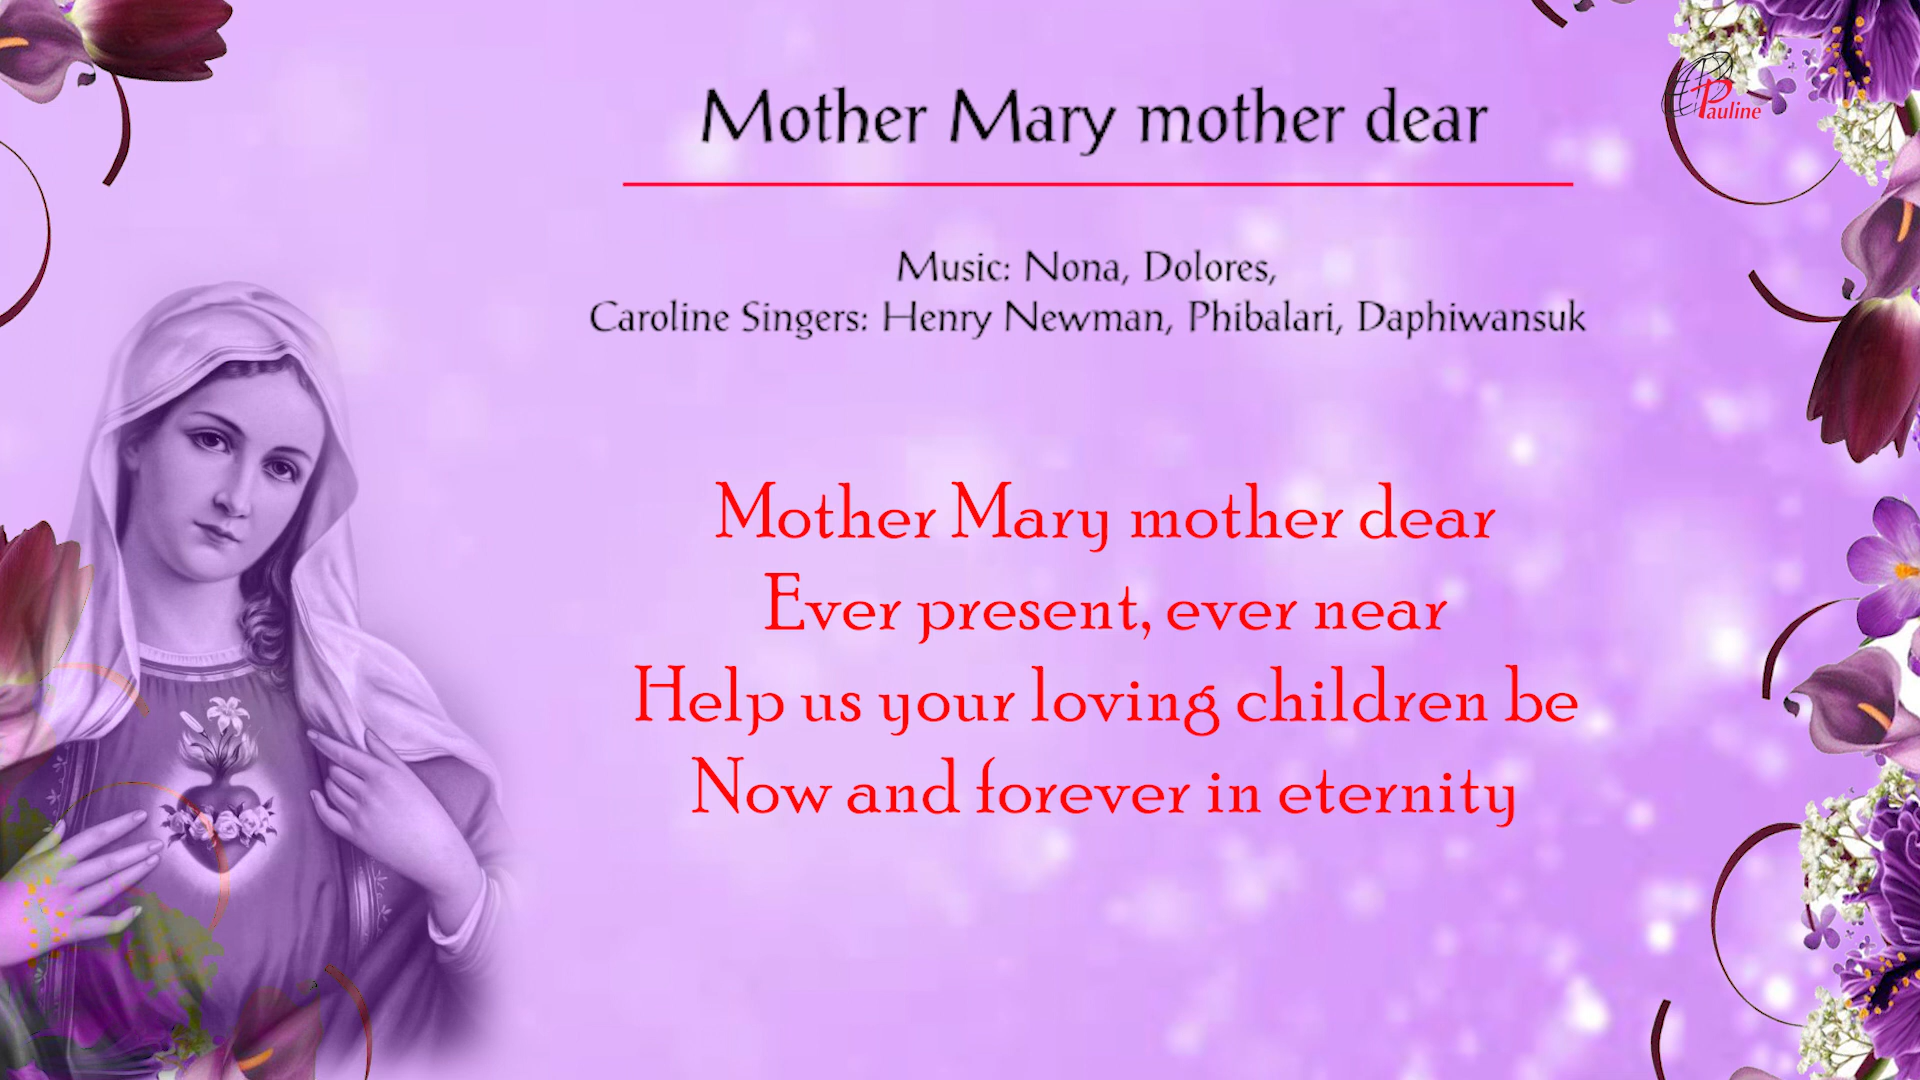 Mother Mary mother dear
Pauline
Music: Nona, Dolores,
Caroline Singers: Henry Newman, Phibalari, Daphiwansuk
Mother Mary mother dear
Ever present, ever near
Help us your loving children be
Now and forever in eternity